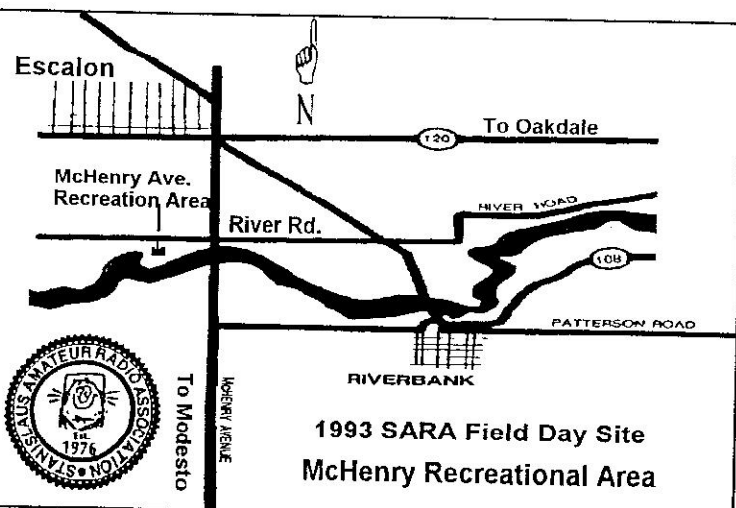 Escalon
N
120
To Oakdale
McHenry Ave.
Recreation Area
RIVER ROAD
River Rd.
108
PATTERSON ROAD
RIVERBANK
To Modesto
McHENRY AVENUE
STANISLAUS AMATEUR RADIO ASSOCIATION
Est.
1976
1993 SARA Field Day Site
McHenry Recreational Area